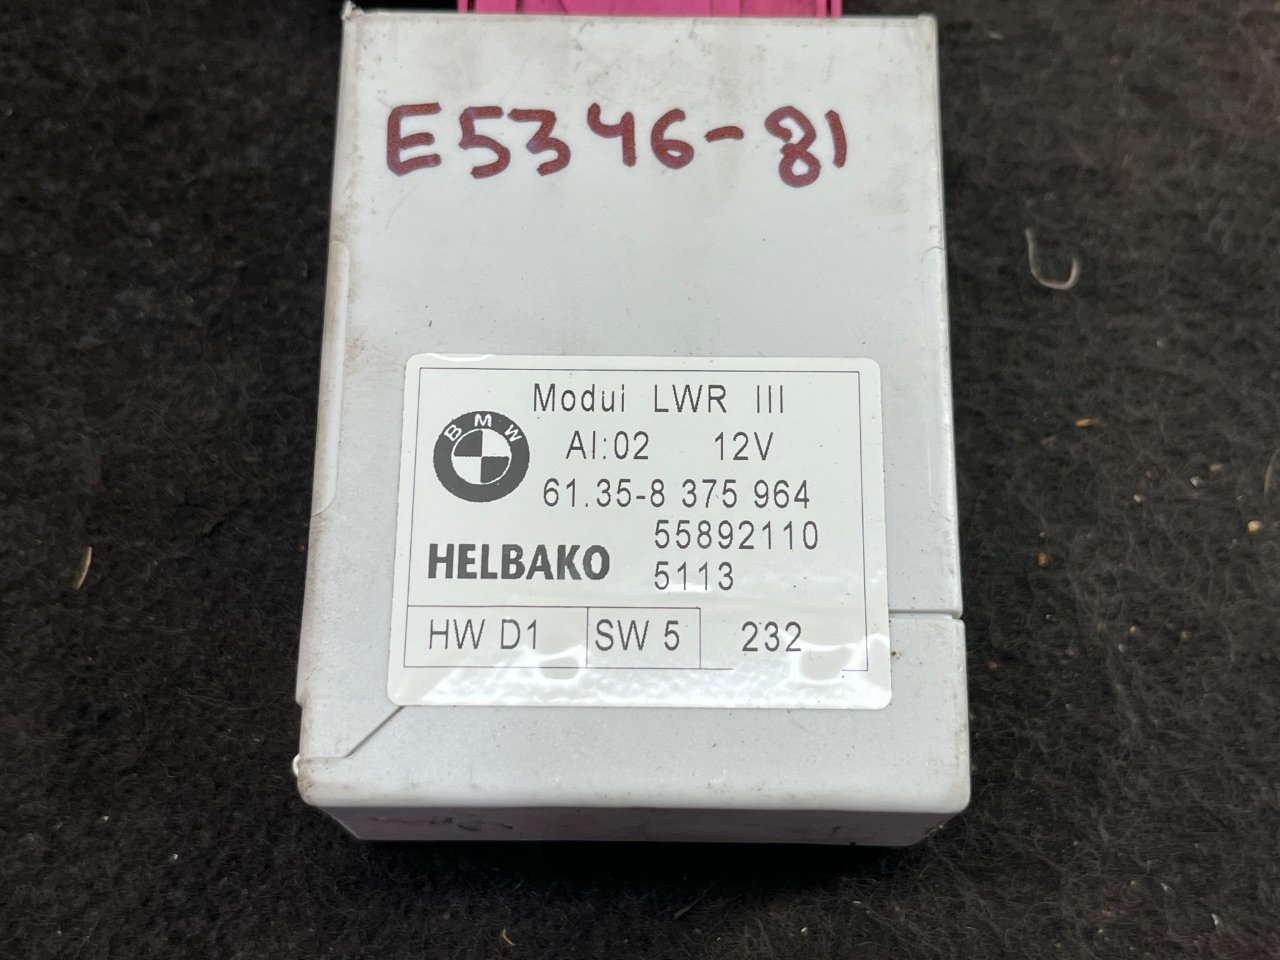 E5346-81
Modui LWR III
BMW
AI:02 12V
61.35-8 375 964
55892110
HELBAKO
5113
HW D1 SW 5 232